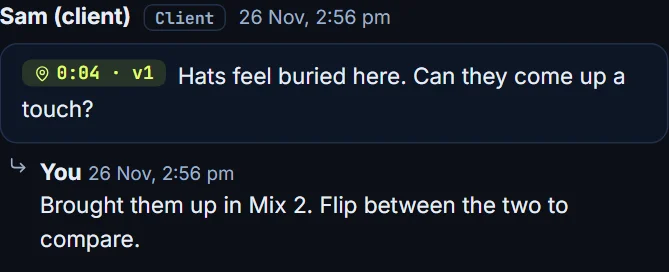 Sam (client) Client 26 Nov, 2:56 pm
0:04 · v1 Hats feel buried here. Can they come up a
touch?
You 26 Nov, 2:56 pm
Brought them up in Mix 2. Flip between the two to
compare.